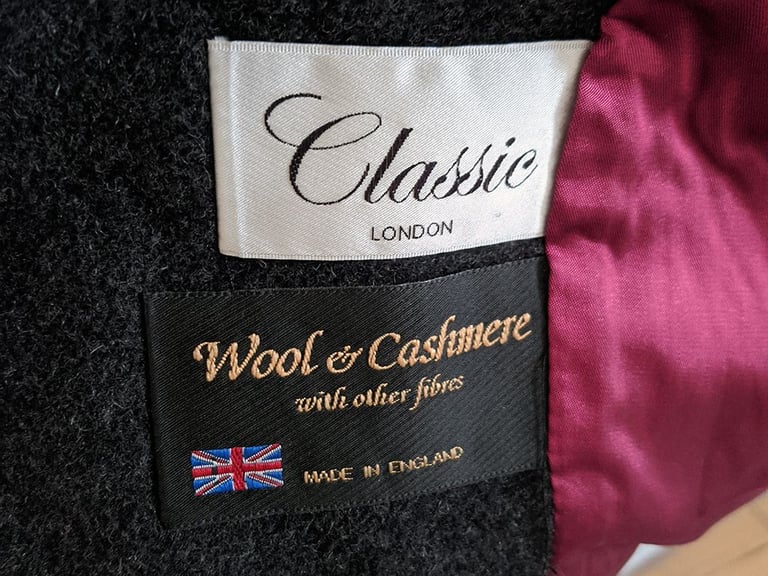 Classic
LONDON
Wool & Cashmere
with other fibres
MADE IN ENGLAND